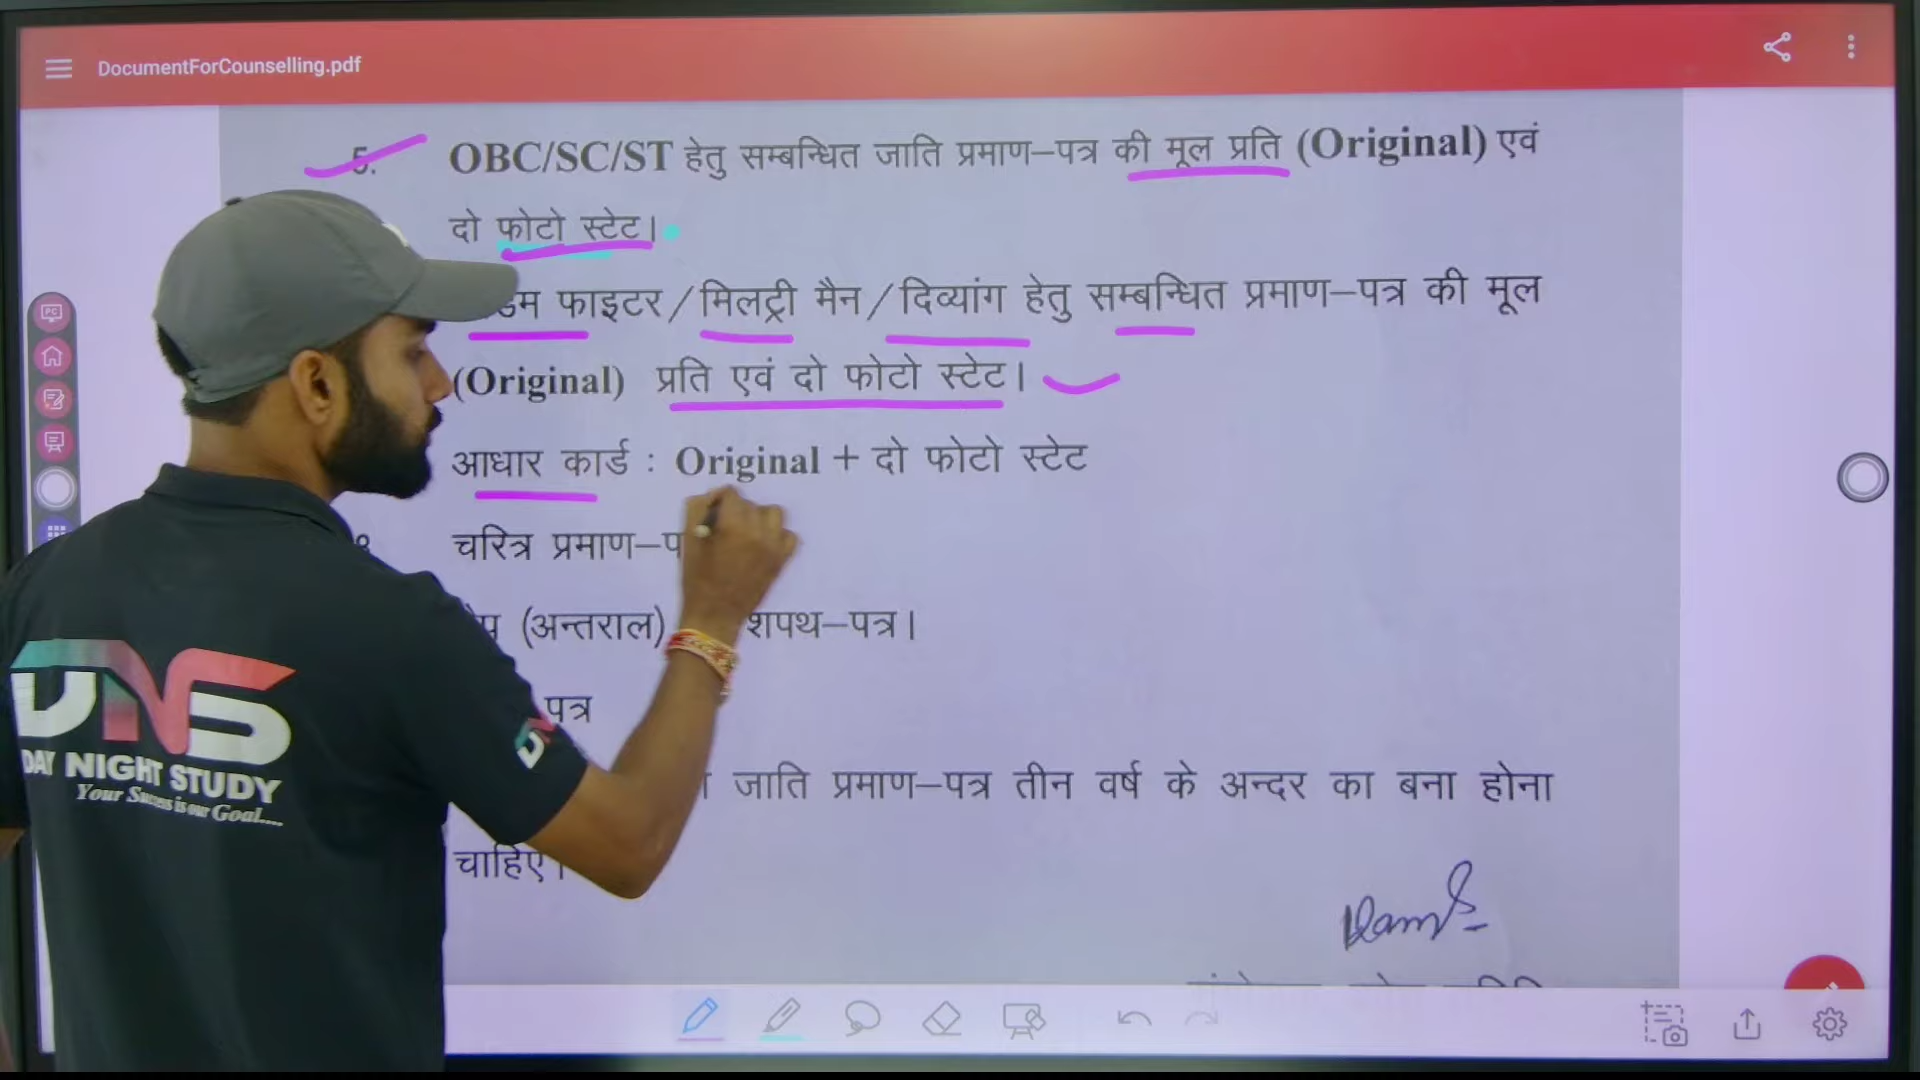 DocumentForCounselling.pdf
5. OBC/SC/ST हेतु सम्बन्धित जाति प्रमाण–पत्र की मूल प्रति (Original) एवं
दो फोटो स्टेट।
फाइटर/मिलट्री मैन/दिव्यांग हेतु सम्बन्धित प्रमाण–पत्र की मूल
(Original) प्रति एवं दो फोटो स्टेट।
आधार कार्ड : Original + दो फोटो स्टेट
चरित्र
(अन्तराल) शपथ–पत्र।
पत्र
जाति प्रमाण–पत्र तीन वर्ष के अन्दर का बना होना
चाहिए।
PC
DNS
DAY NIGHT STUDY
Your Success is our Goal....